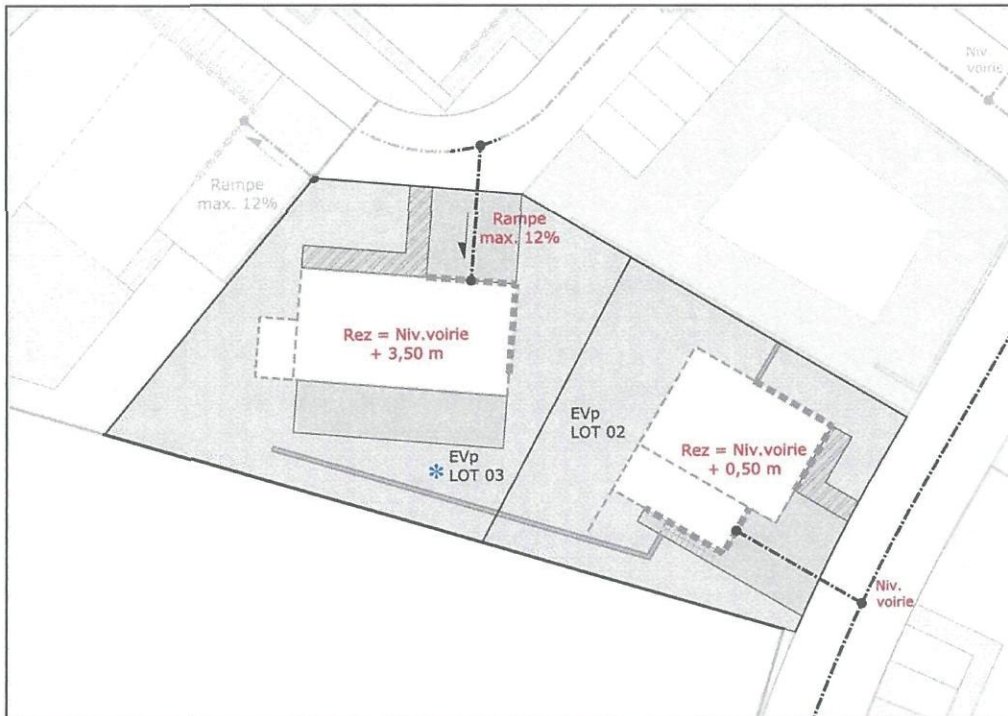 voirie
Niv.
voirie
Rampe
max. 12%
Rampe
max. 12%
Rez = Niv.voirie
+ 3,50 m
EVp
LOT 02
Rez = Niv.voirie
+ 0,50 m
* EVp
LOT 03
Niv.
voirie